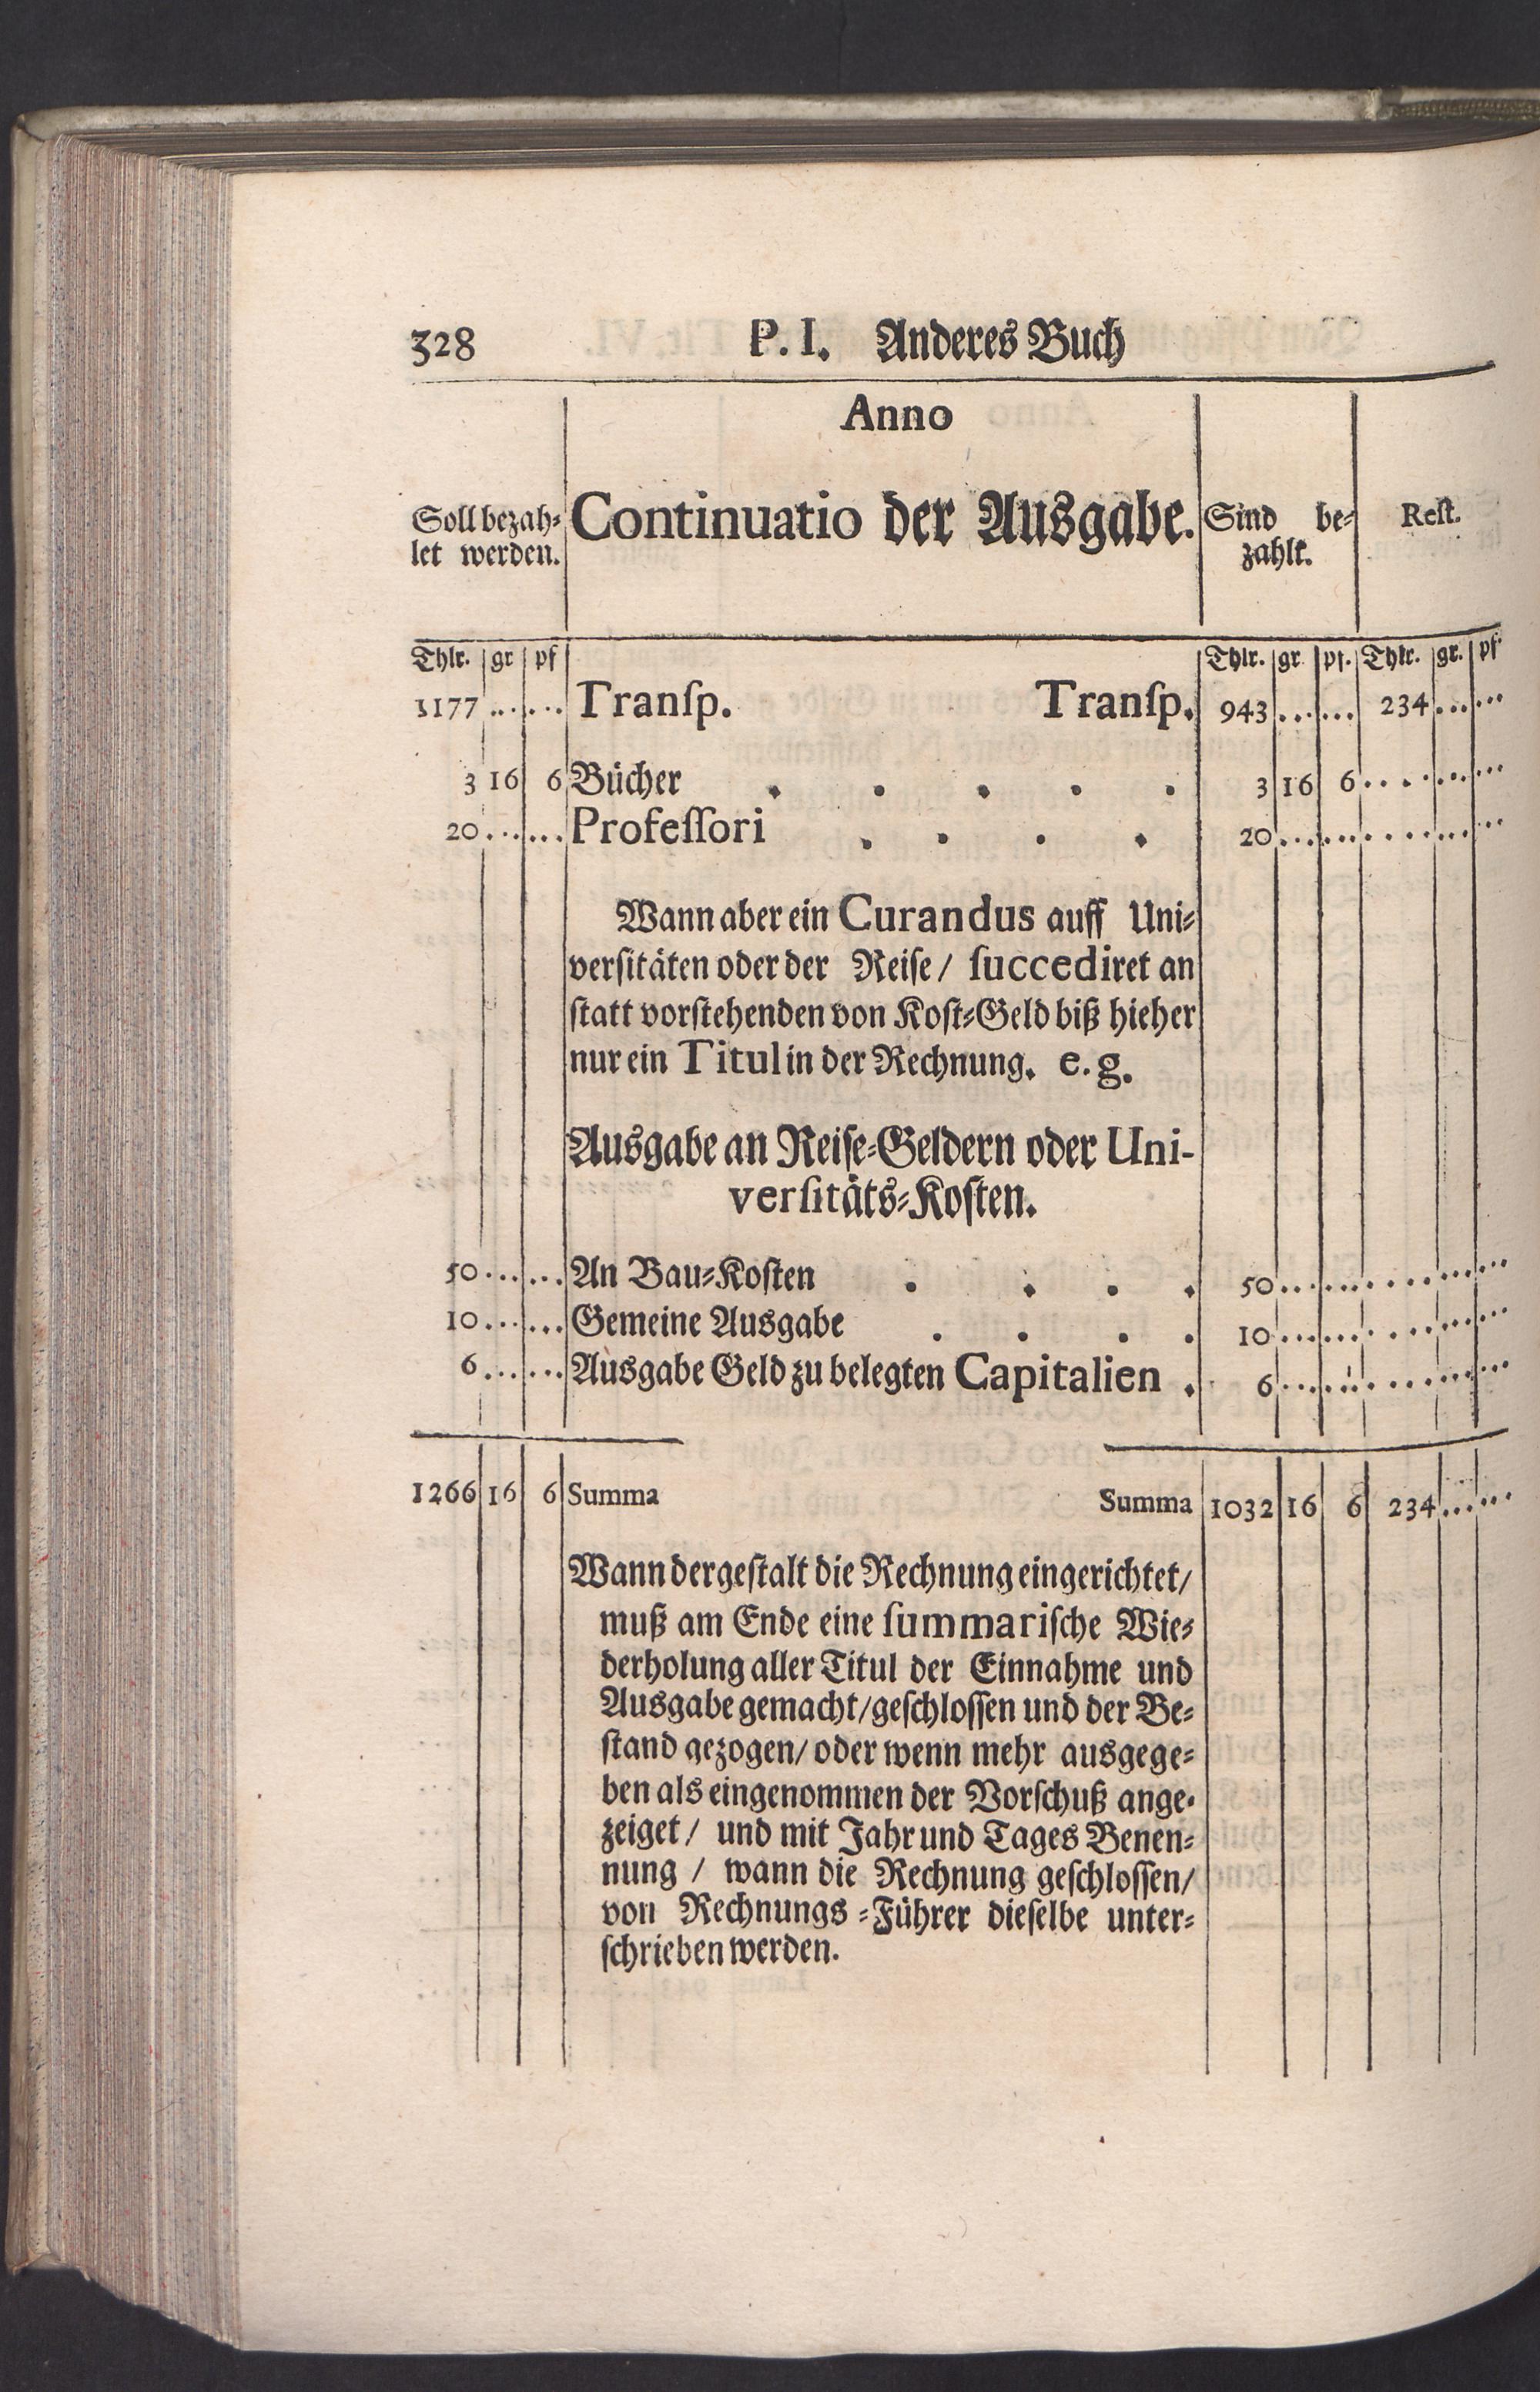 328 P. I. Anderes Buch
Anno
Soll bezah⸗ Continuatio der Ausgabe. Sind be⸗ Rest.
let werden. zahlt.
Thlr. gr pf Thlr. gr pf. Thlr. gr. pf
1177 ...... Transp. Transp. 943 ...... 234 ......
3 16 6 Bücher . . . . . 3 16 6 .........
20 ...... Professori . . . . 20 ...............
Wann aber ein Curandus auff Uni⸗
versitäten oder der Reise / succediret an
statt vorstehenden von Kost⸗Geld biß hieher
nur ein Titul in der Rechnung. e. g.
Ausgabe an Reise⸗Geldern oder Uni-
versitäts⸗Kosten.
50 ...... An Bau⸗Kosten . . . . 50 ...............
10 ...... Gemeine Ausgabe . . . . 10 ...............
6 ...... Ausgabe Geld zu belegten Capitalien . 6 ...............
1266 16 6 Summa Summa 1032 16 6 234 ......
Wann dergestalt die Rechnung eingerichtet /
muß am Ende eine summarische Wie⸗
derholung aller Titul der Einnahme und
Ausgabe gemacht / geschlossen und der Be⸗
stand gezogen / oder wenn mehr ausgege⸗
ben als eingenommen der Vorschuß ange⸗
zeiget / und mit Jahr und Tages Benen⸗
nung / wann die Rechnung geschlossen /
von Rechnungs⸗Führer dieselbe unter⸗
schrieben werden.